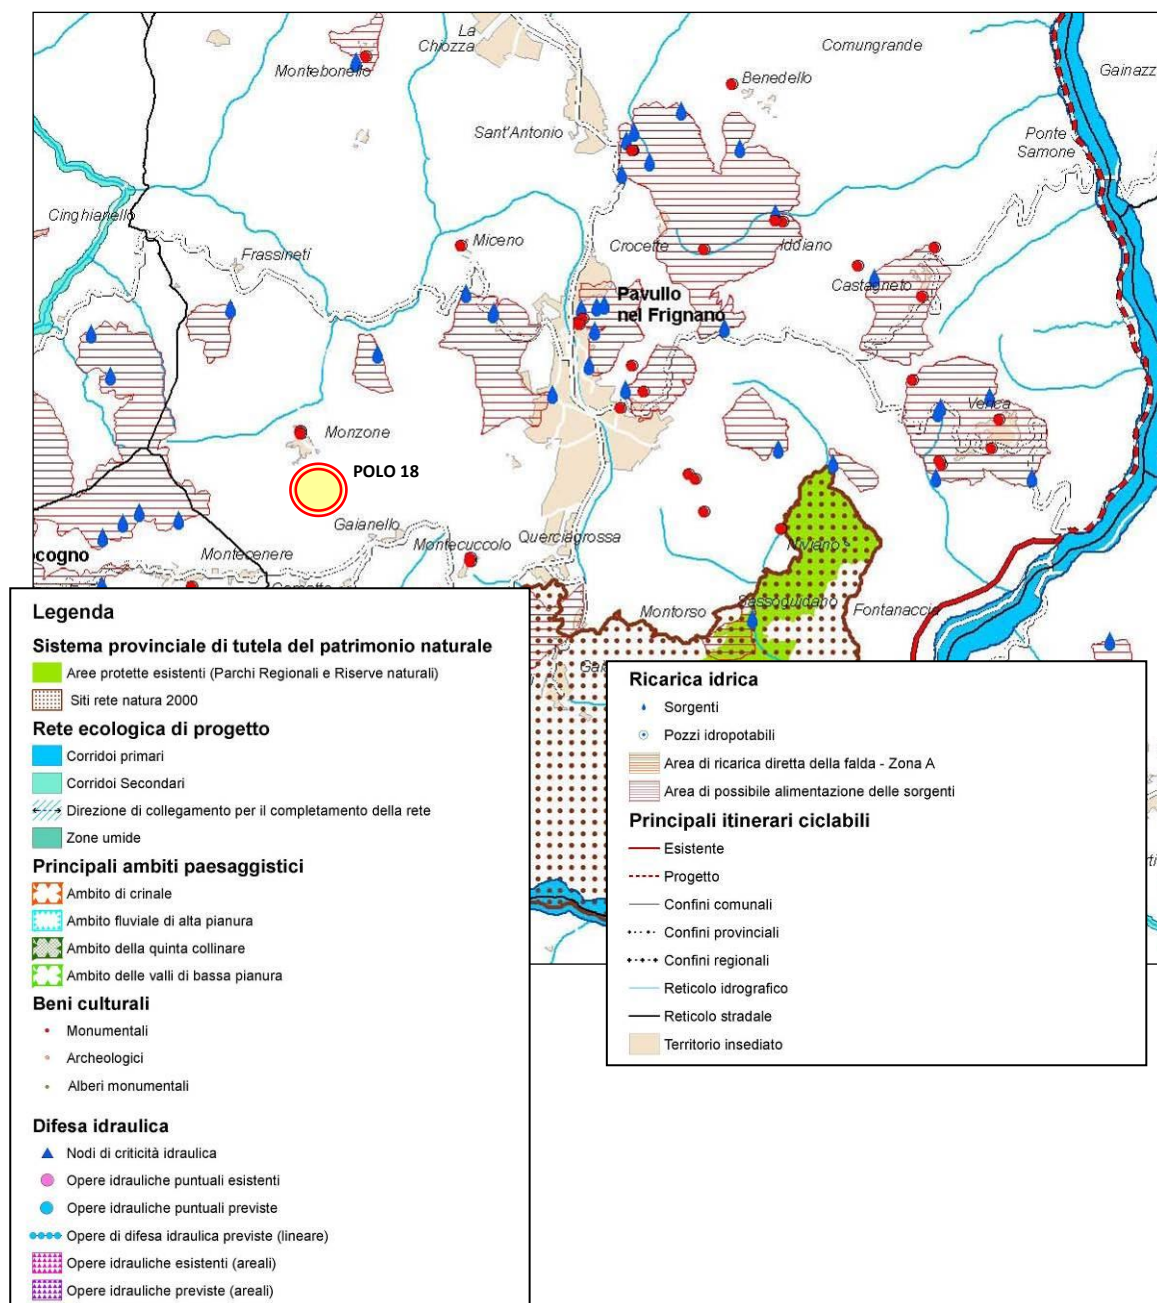 La
Chiozza
Comungrande
Gainazz
Montebonello
Benedello
Sant'Antonio
Ponte
Samone
Cinghianello
Frassineti
Miceno
Crocette
Iddiano
Castagneto
Pavullo
nel Frignano
Verica
Monzone
POLO 18
Gaianello
Querciagrossa
Montecuccolo
Niviano
ocogno
Montecenere
Montorso
Sassoguidano
Fontanaccia
Legenda
Sistema provinciale di tutela del patrimonio naturale
Aree protette esistenti (Parchi Regionali e Riserve naturali)
Siti rete natura 2000
Rete ecologica di progetto
Corridoi primari
Corridoi Secondari
Direzione di collegamento per il completamento della rete
Zone umide
Principali ambiti paesaggistici
Ambito di crinale
Ambito fluviale di alta pianura
Ambito della quinta collinare
Ambito delle valli di bassa pianura
Beni culturali
Monumentali
Archeologici
Alberi monumentali
Difesa idraulica
Nodi di criticità idraulica
Opere idrauliche puntuali esistenti
Opere idrauliche puntuali previste
Opere di difesa idraulica previste (lineare)
Opere idrauliche esistenti (areali)
Opere idrauliche previste (areali)
Ricarica idrica
Sorgenti
Pozzi idropotabili
Area di ricarica diretta della falda - Zona A
Area di possibile alimentazione delle sorgenti
Principali itinerari ciclabili
Esistente
Progetto
Confini comunali
Confini provinciali
Confini regionali
Reticolo idrografico
Reticolo stradale
Territorio insediato